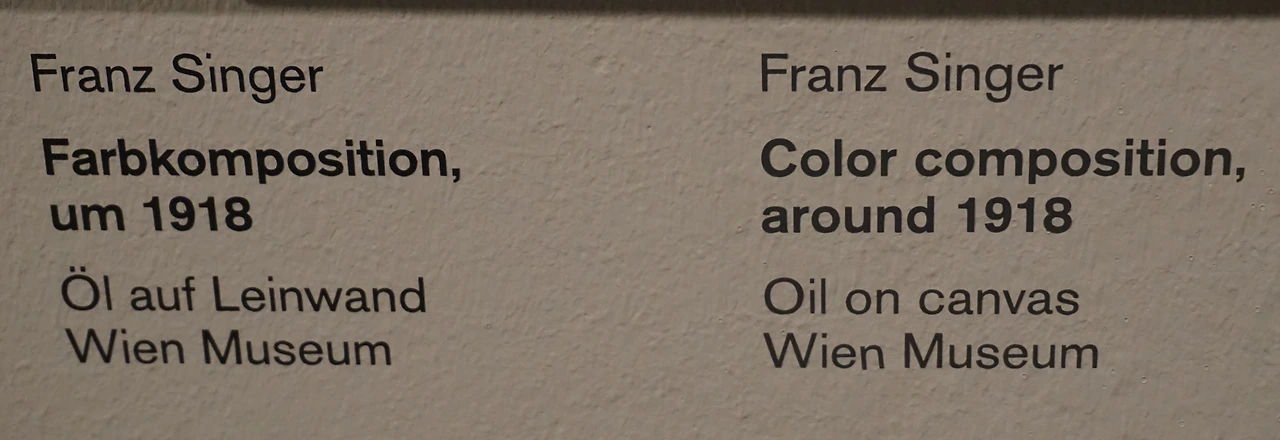 Franz Singer
Farbkomposition,
um 1918
Öl auf Leinwand
Wien Museum
Franz Singer
Color composition,
around 1918
Oil on canvas
Wien Museum